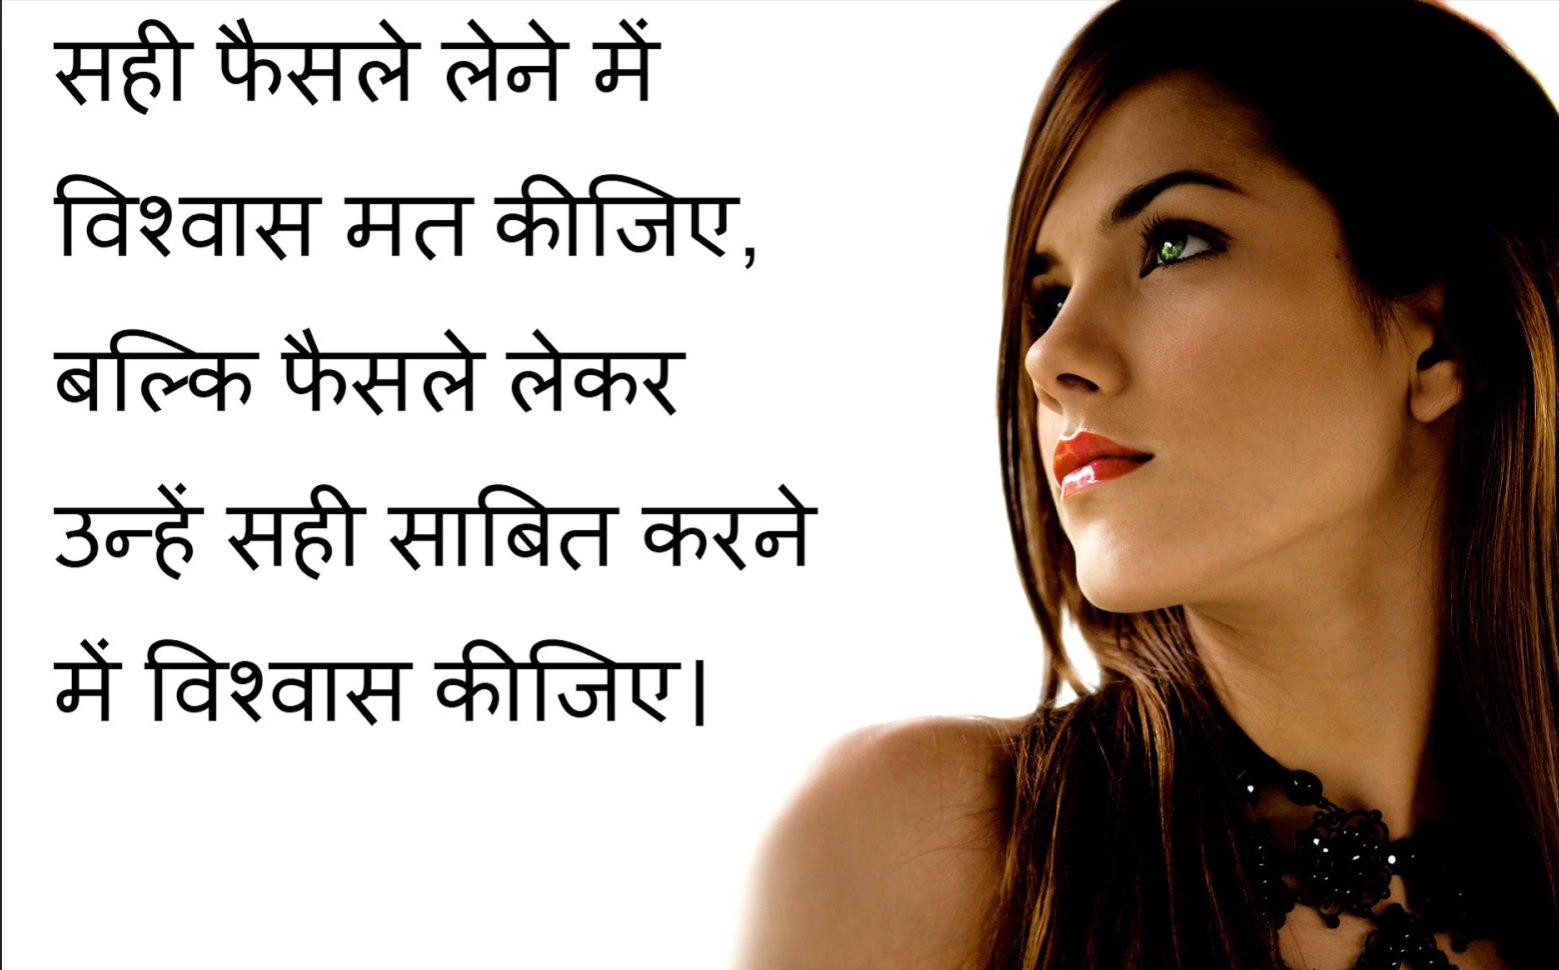 सही फैसले लेने में
विश्वास मत कीजिए,
बल्कि फैसले लेकर
उन्हें सही साबित करने
में विश्वास कीजिए।